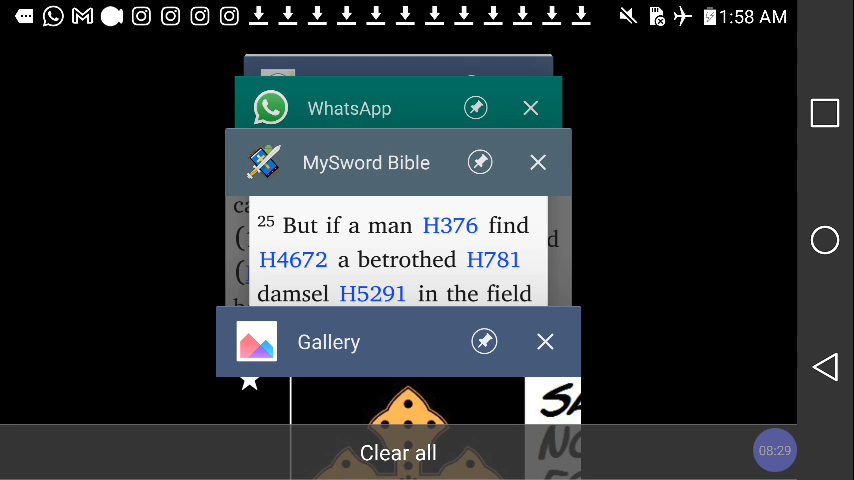 1:58 AM
WhatsApp
MySword Bible
25 But if a man H376 find
H4672 a betrothed H781
damsel H5291 in the field
Gallery
Clear all
08:29